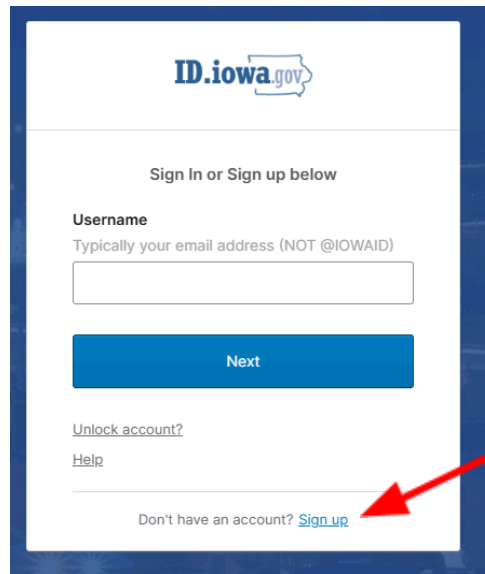 ID.iowa.gov
Sign In or Sign up below
Username
Typically your email address (NOT @IOWAID)
Next
Unlock account?
Help
Don't have an account? Sign up